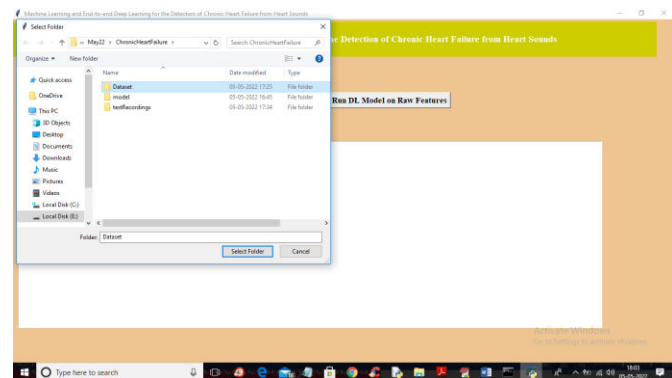 Machine Learning and End-to-end Deep Learning for the Detection of Chronic Heart Failure from Heart Sounds
Select Folder
« May22 > ChronicHeartFailure >
Search ChronicHeartFailure
e Detection of Chronic Heart Failure from Heart Sounds
Organize
New folder
Name
Date modified
Type
Quick access
Dataset
05-05-2022 17:25
File folder
OneDrive
model
05-05-2022 16:45
File folder
This PC
testRecordings
05-05-2022 17:34
File folder
Run DL Model on Raw Features
3D Objects
Desktop
Documents
Downloads
Music
Pictures
Videos
Local Disk (C:)
Local Disk (E:)
Folder:
Dataset
Select Folder
Cancel
Activate Windows
Go to Settings to activate Windows.
Type here to search
18:01
05-05-2022